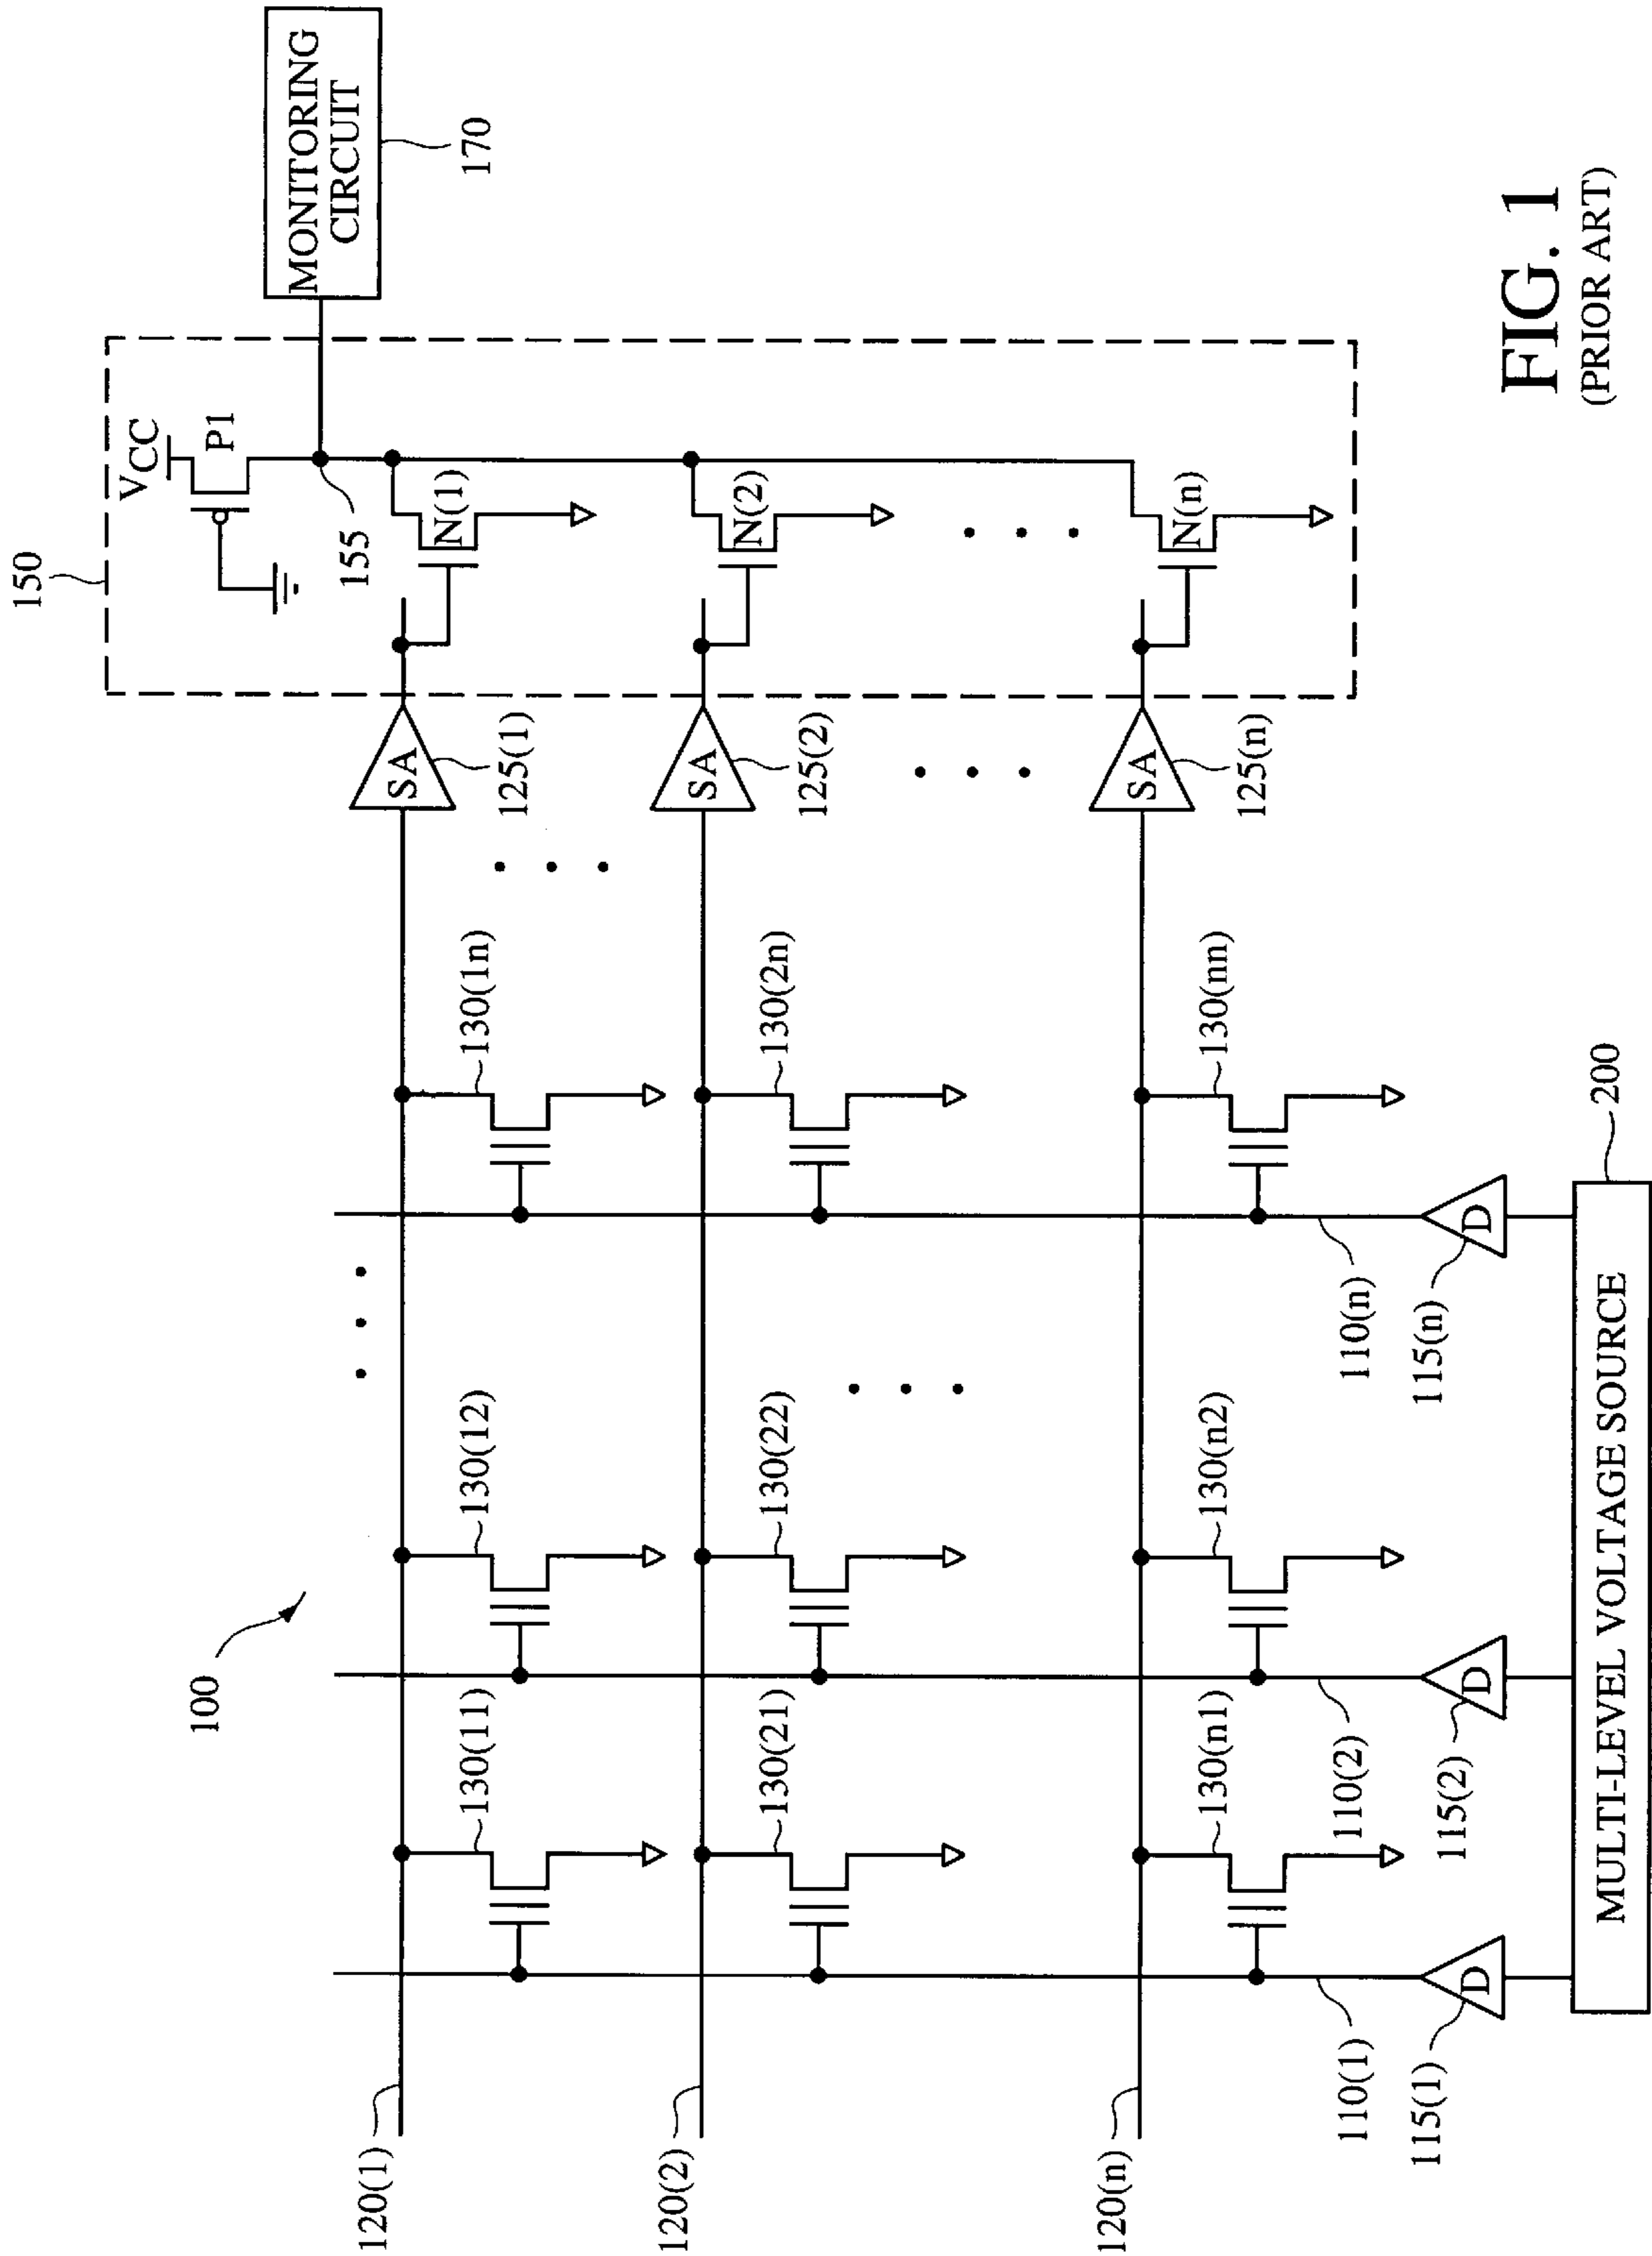 100
120(1)
120(2)
120(n)
130(11)
130(12)
130(1n)
130(21)
130(22)
130(2n)
130(n1)
130(n2)
130(nn)
SA
125(1)
SA
125(2)
SA
125(n)
150
VCC
P1
155
N(1)
N(2)
N(n)
MONITORING
CIRCUIT
170
110(1)
110(2)
110(n)
D
115(1)
D
115(2)
D
115(n)
MULTI-LEVEL VOLTAGE SOURCE
200
FIG. 1
(PRIOR ART)